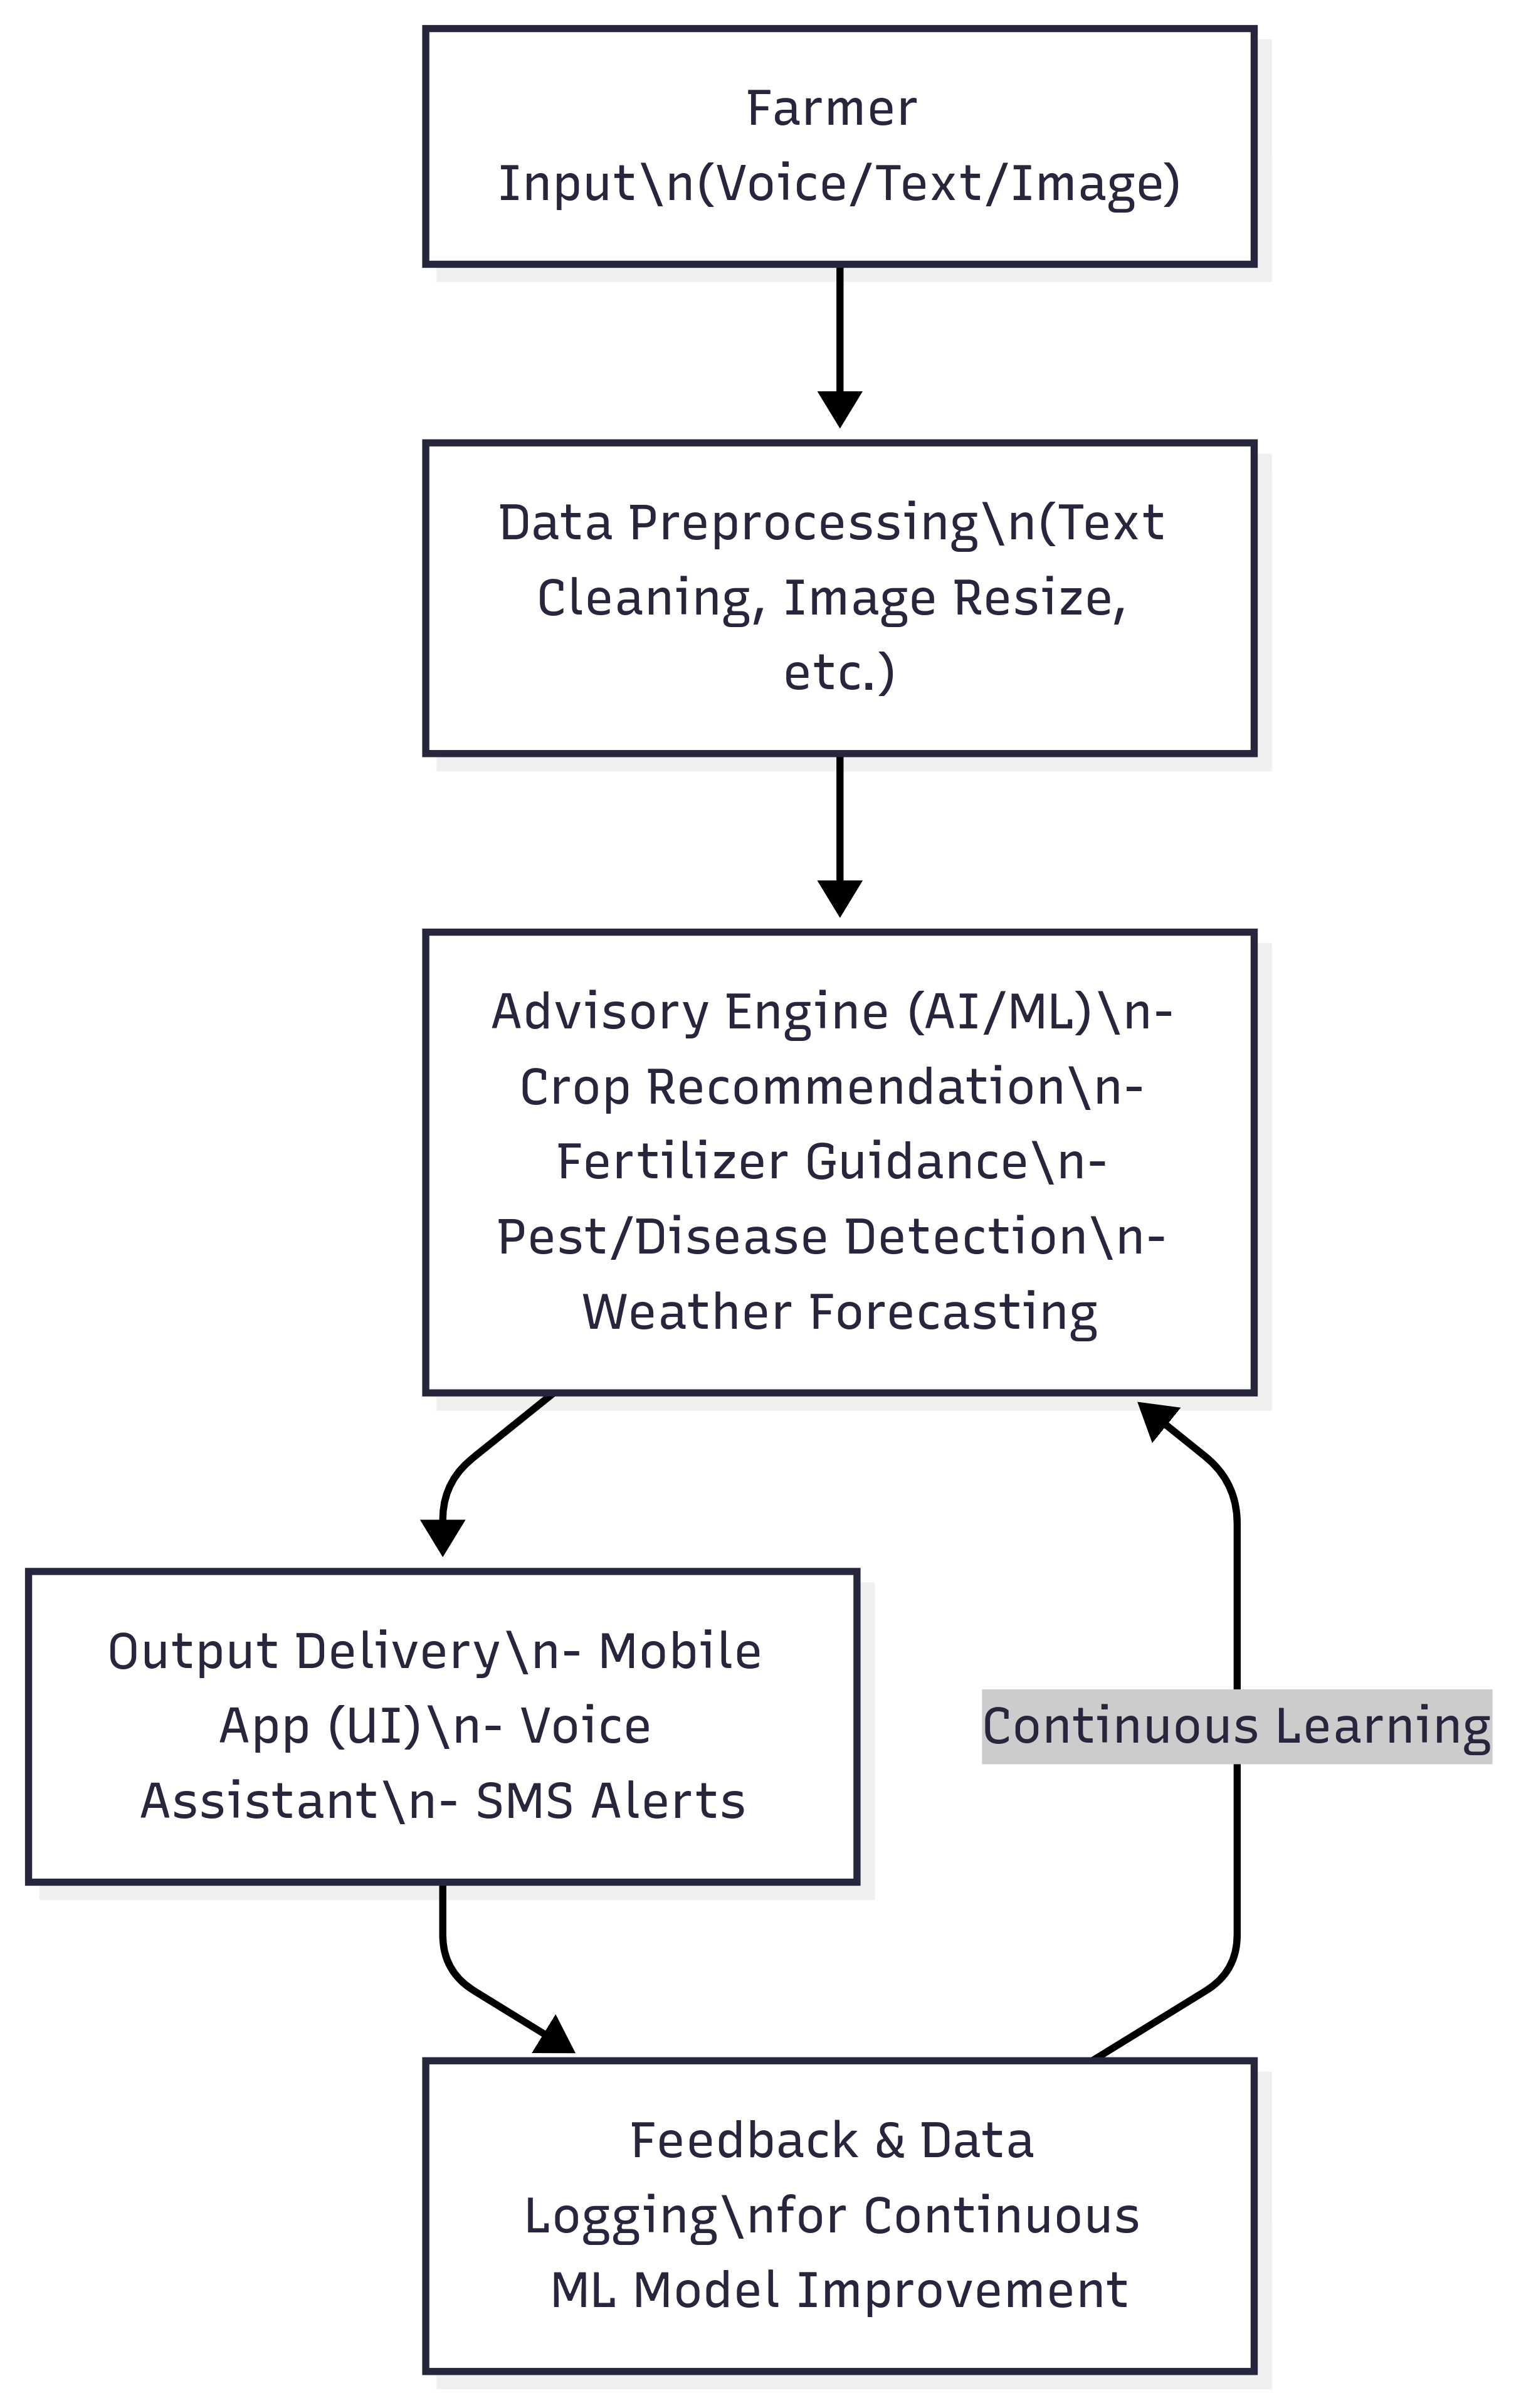 Farmer
Input\n(Voice/Text/Image)
Data Preprocessing\n(Text
Cleaning, Image Resize,
etc.)
Advisory Engine (AI/ML)\n-
Crop Recommendation\n-
Fertilizer Guidance\n-
Pest/Disease Detection\n-
Weather Forecasting
Output Delivery\n- Mobile
App (UI)\n- Voice
Assistant\n- SMS Alerts
Continuous Learning
Feedback & Data
Logging\nfor Continuous
ML Model Improvement